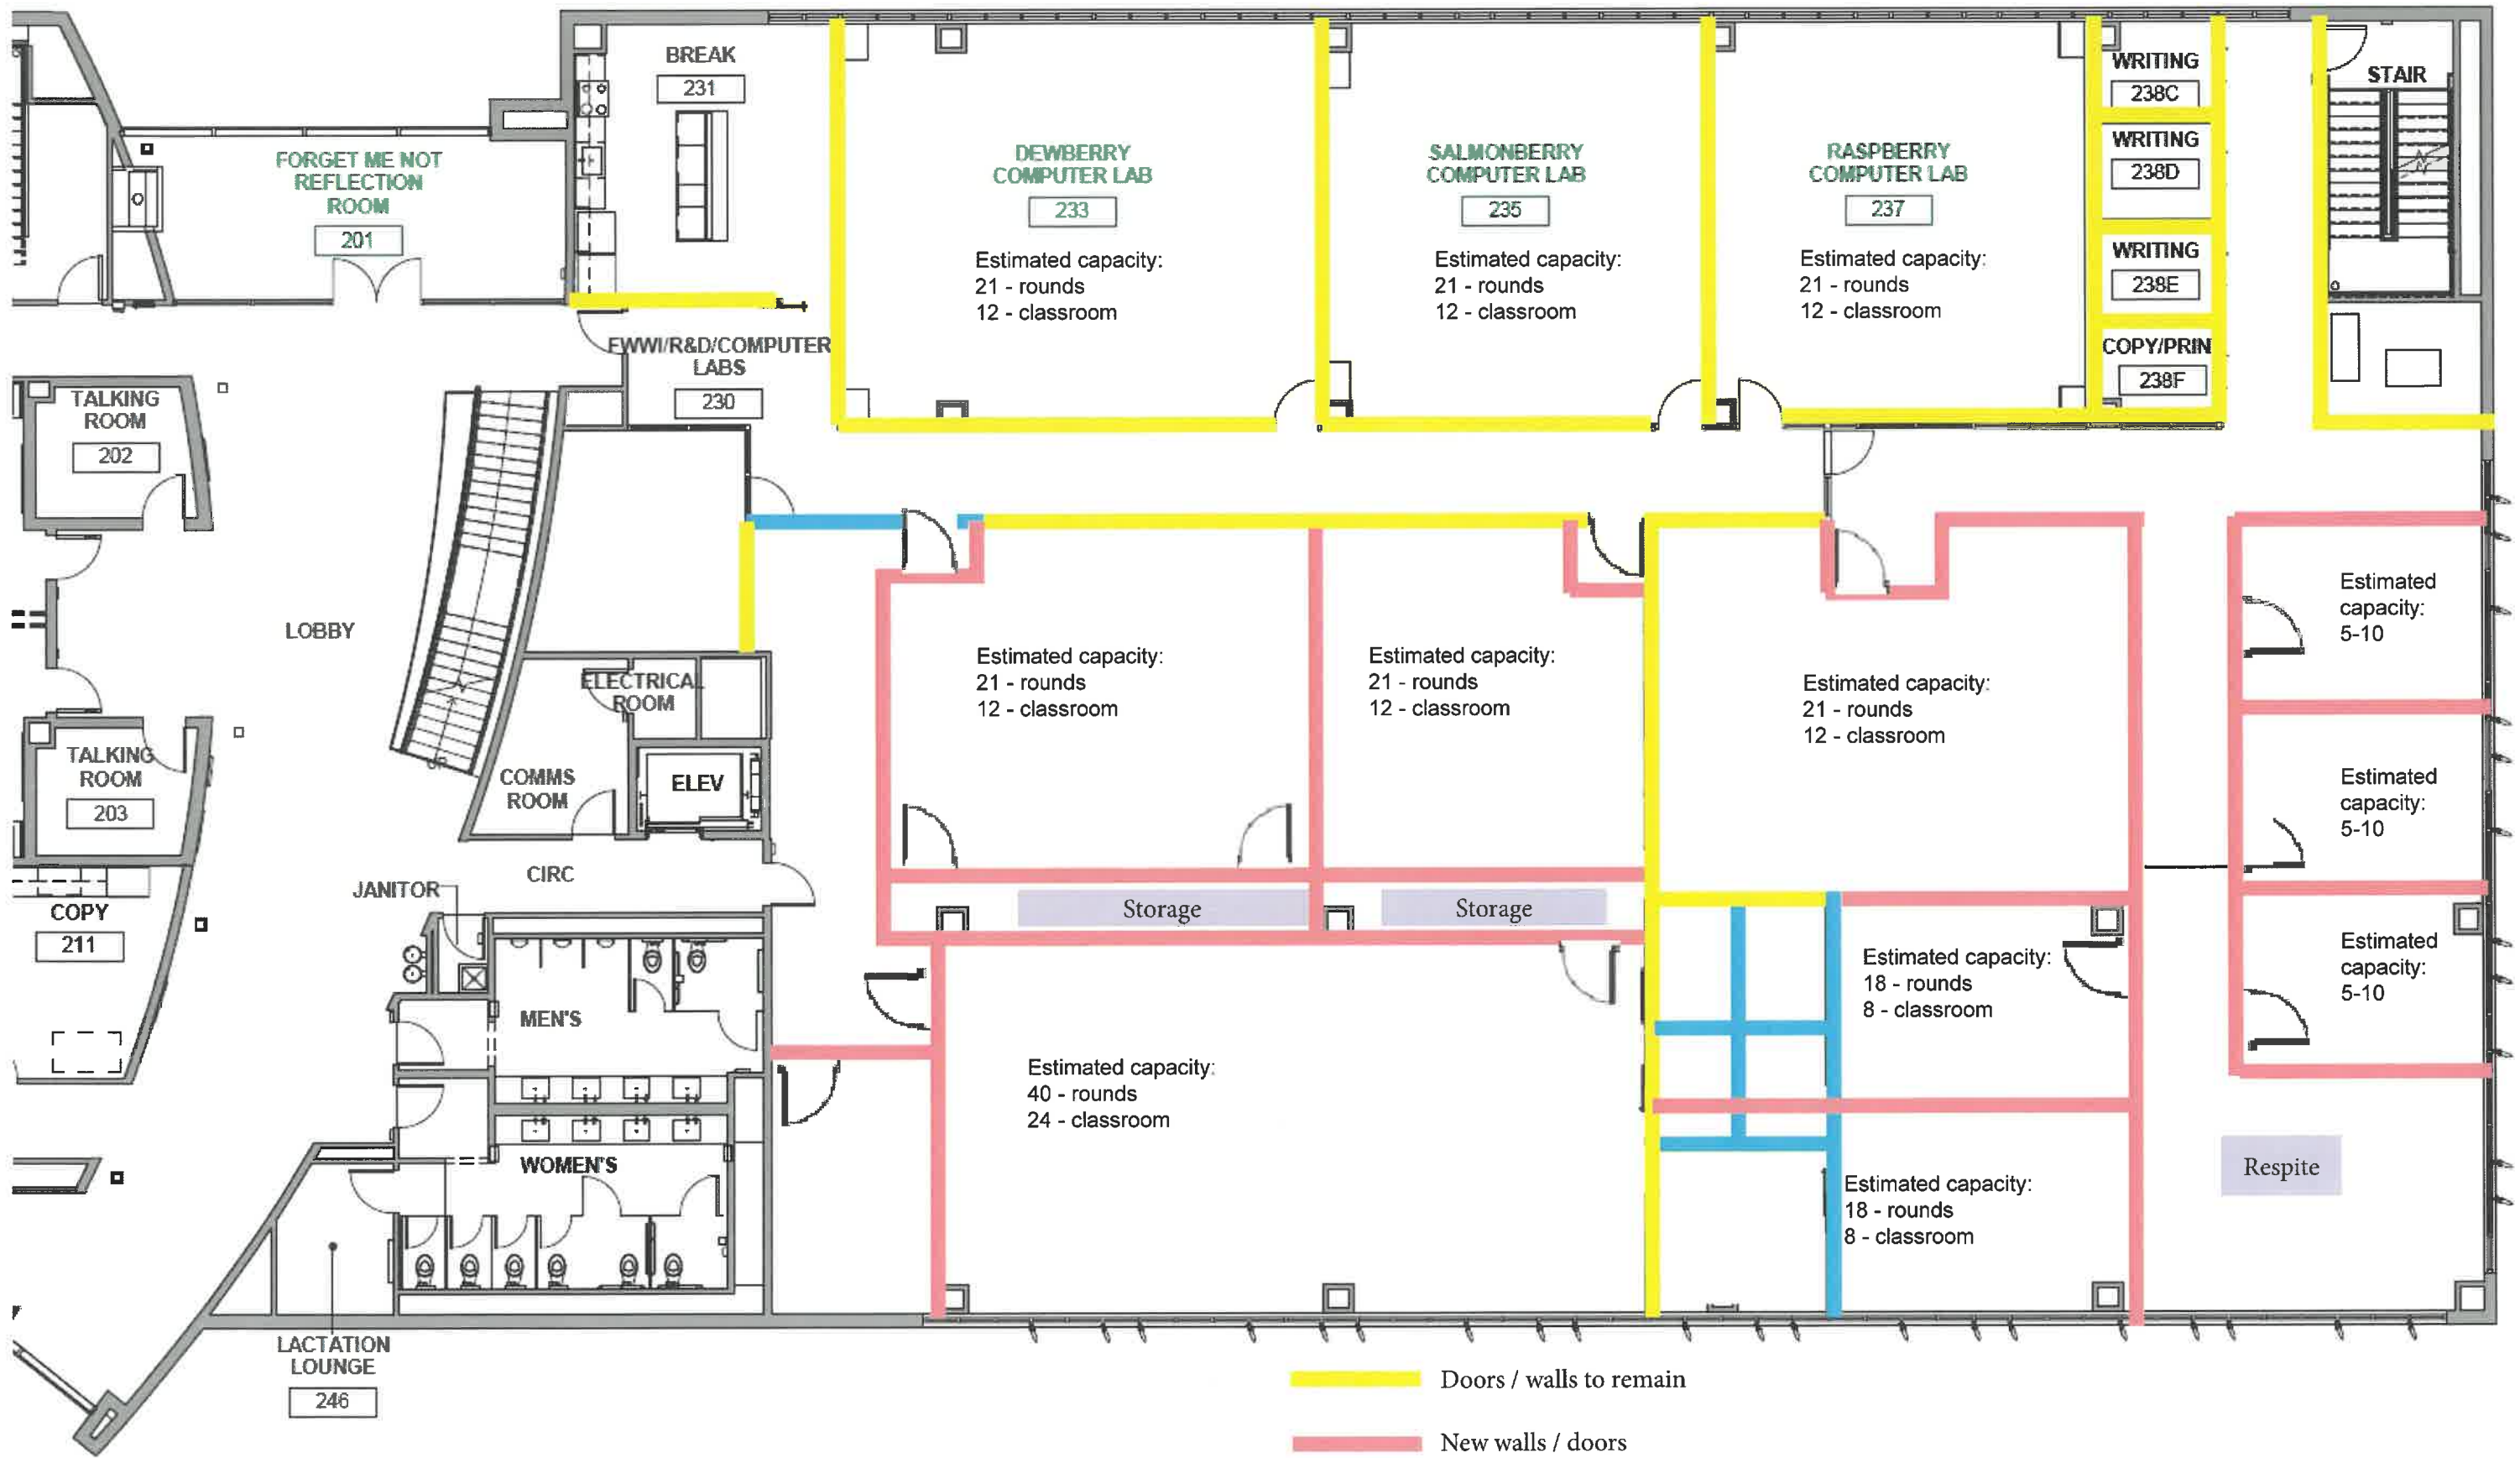 BREAK
231
FORGET ME NOT
REFLECTION
ROOM
201
DEWBERRY
COMPUTER LAB
233
Estimated capacity:
21 - rounds
12 - classroom
SALMONBERRY
COMPUTER LAB
235
Estimated capacity:
21 - rounds
12 - classroom
RASPBERRY
COMPUTER LAB
237
Estimated capacity:
21 - rounds
12 - classroom
WRITING
238C
WRITING
238D
WRITING
238E
COPY/PRIN
238F
STAIR
FWWI/R&D/COMPUTER
LABS
230
TALKING
ROOM
202
LOBBY
TALKING
ROOM
203
ELECTRICAL
ROOM
COMMS
ROOM
ELEV
UP
CIRC
JANITOR
COPY
211
MEN'S
WOMEN'S
LACTATION
LOUNGE
246
Estimated capacity:
21 - rounds
12 - classroom
Estimated capacity:
21 - rounds
12 - classroom
Estimated capacity:
21 - rounds
12 - classroom
Estimated
capacity:
5-10
Estimated
capacity:
5-10
Estimated
capacity:
5-10
Storage
Storage
Estimated capacity:
18 - rounds
8 - classroom
Estimated capacity:
40 - rounds
24 - classroom
Estimated capacity:
18 - rounds
8 - classroom
Respite
Doors / walls to remain
New walls / doors